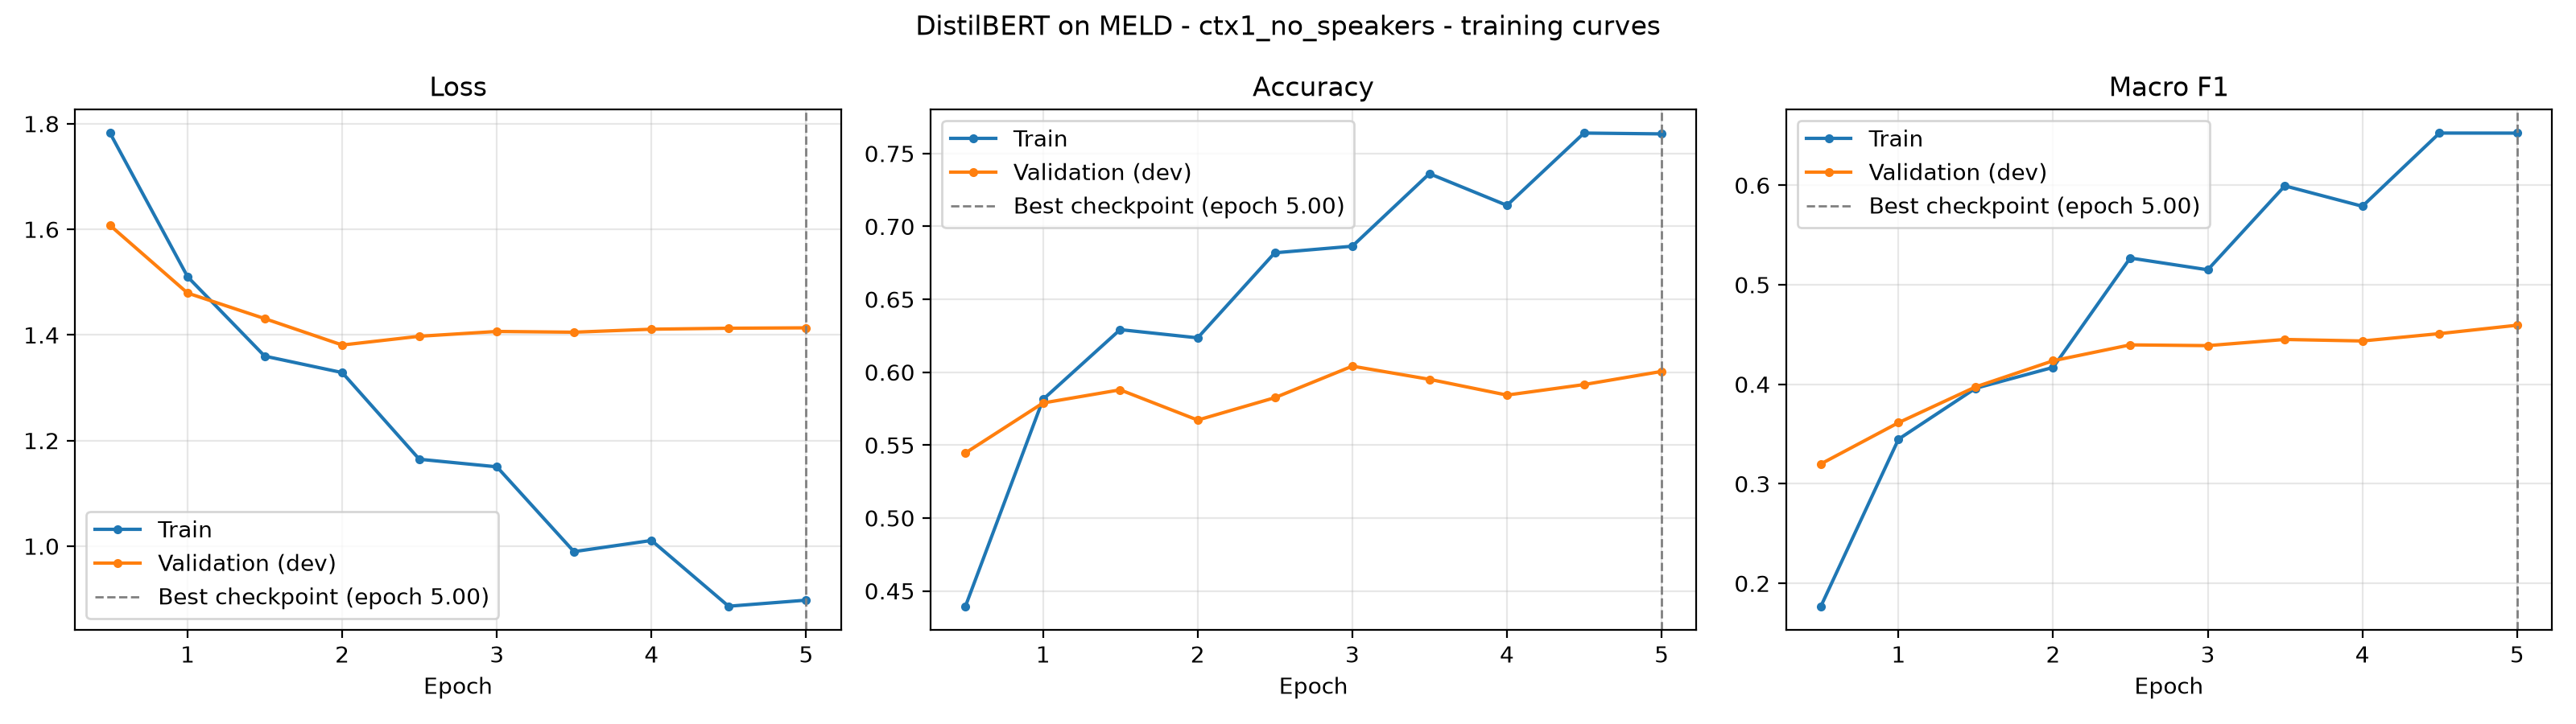 DistilBERT on MELD - ctx1_no_speakers - training curves
Loss
1.8
1.6
1.4
1.2
1.0
Train
Validation (dev)
Best checkpoint (epoch 5.00)
1 2 3 4 5
Epoch
Accuracy
0.75
0.70
0.65
0.60
0.55
0.50
0.45
Train
Validation (dev)
Best checkpoint (epoch 5.00)
1 2 3 4 5
Epoch
Macro F1
0.6
0.5
0.4
0.3
0.2
Train
Validation (dev)
Best checkpoint (epoch 5.00)
1 2 3 4 5
Epoch